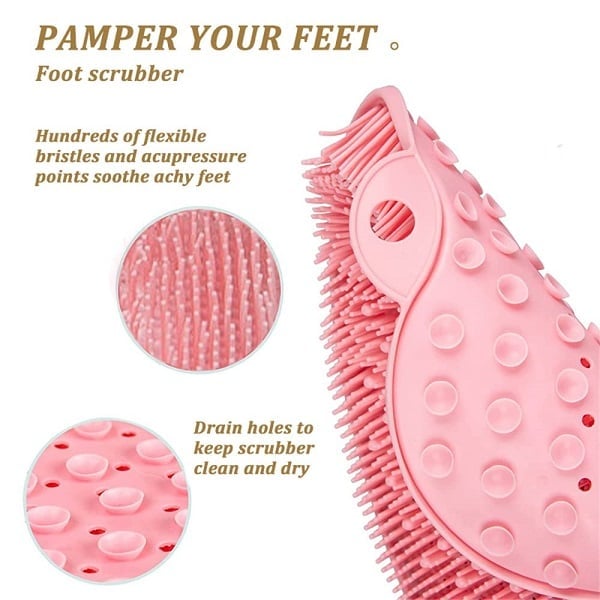 PAMPER YOUR FEET 。
Foot scrubber
Hundreds of flexible
bristles and acupressure
points soothe achy feet
Drain holes to
keep scrubber
clean and dry